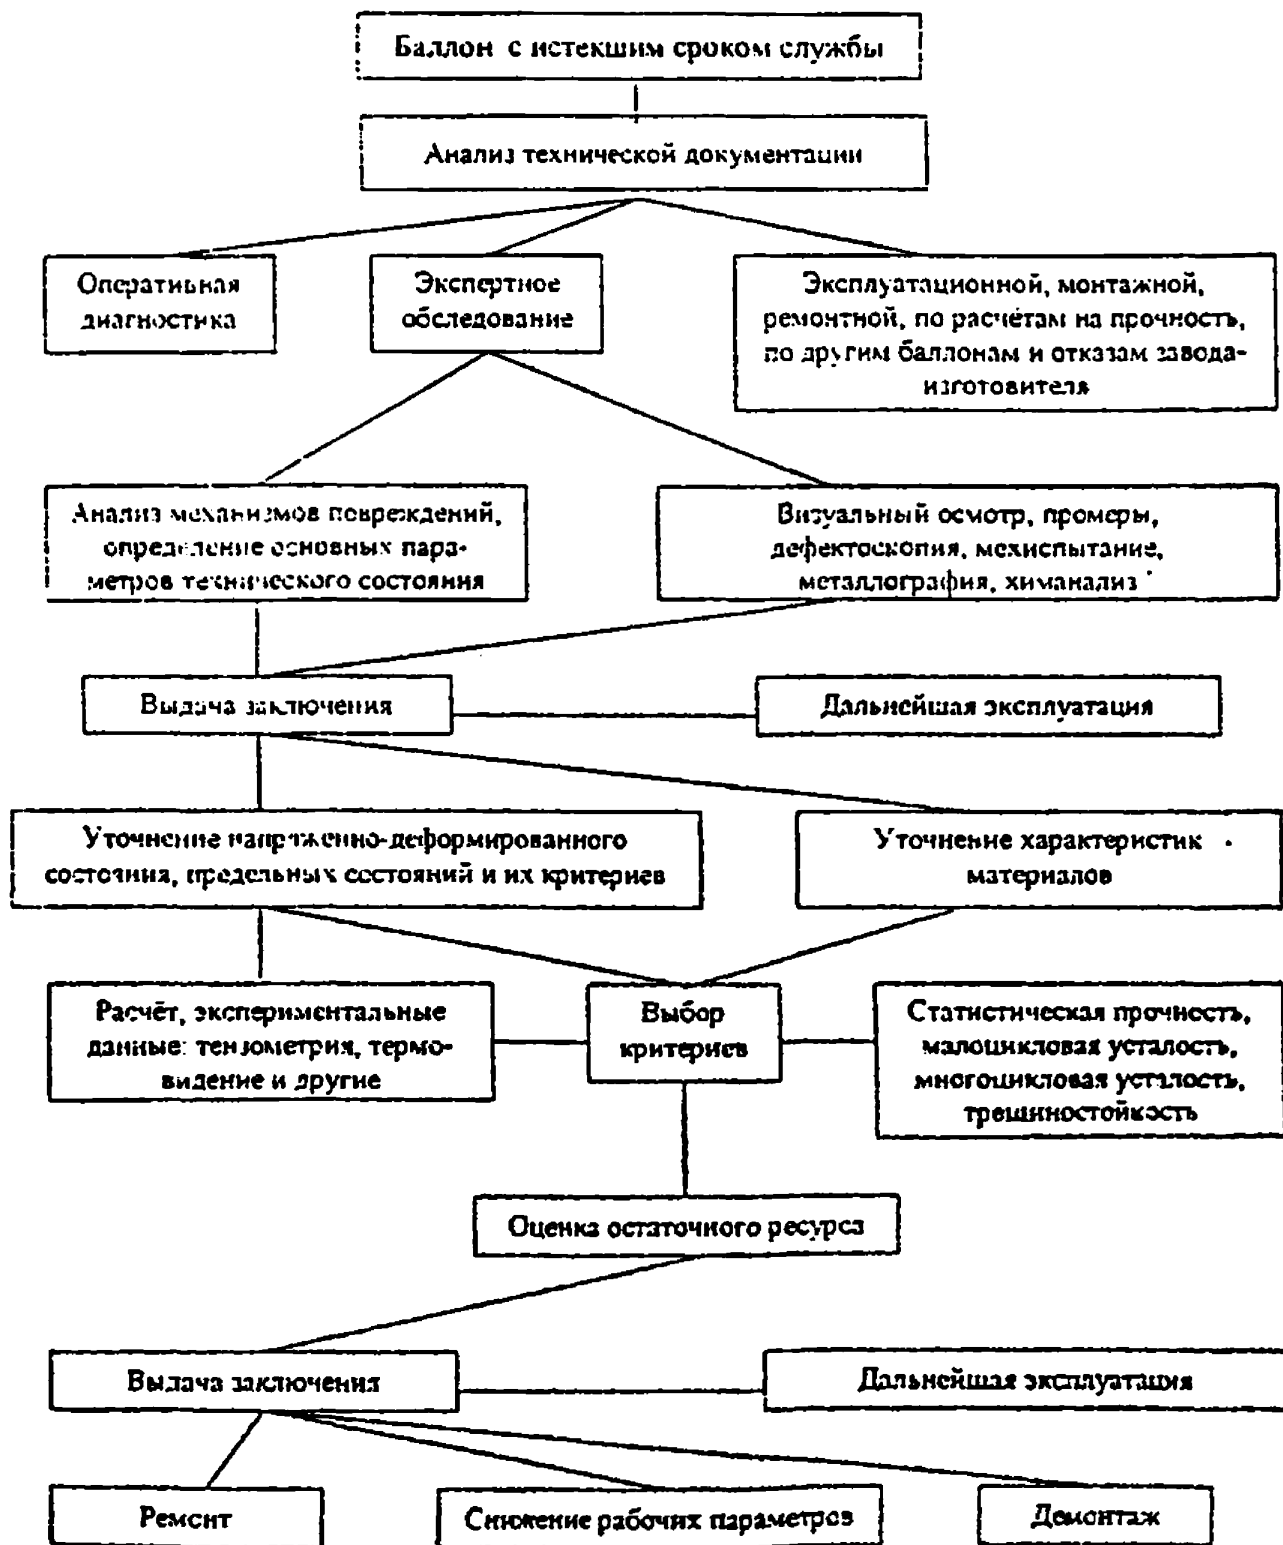 Баллон с истекшим сроком службы
Анализ технической документации
Оперативная
диагностика
Экспертное
обследование
Эксплуатационной, монтажной,
ремонтной, по расчётам на прочность,
по другим баллонам и отказам завода-
изготовителя
Анализ механизмов повреждений,
определение основных пара-
метров технического состояния
Визуальный осмотр, промеры,
дефектоскопия, мехиспытание,
металлография, химанализ
Выдача заключения
Дальнейшая эксплуатация
Уточнение напряженно-деформированного
состояния, предельных состояний и их критериев
Уточнение характеристик
материалов
Расчёт, экспериментальные
данные: тензометрия, термо-
видение и другие
Выбор
критериев
Статистическая прочность,
малоцикловая усталость,
многоцикловая усталость,
трещиностойкость
Оценка остаточного ресурса
Выдача заключения
Дальнейшая эксплуатация
Ремонт
Снижение рабочих параметров
Демонтаж